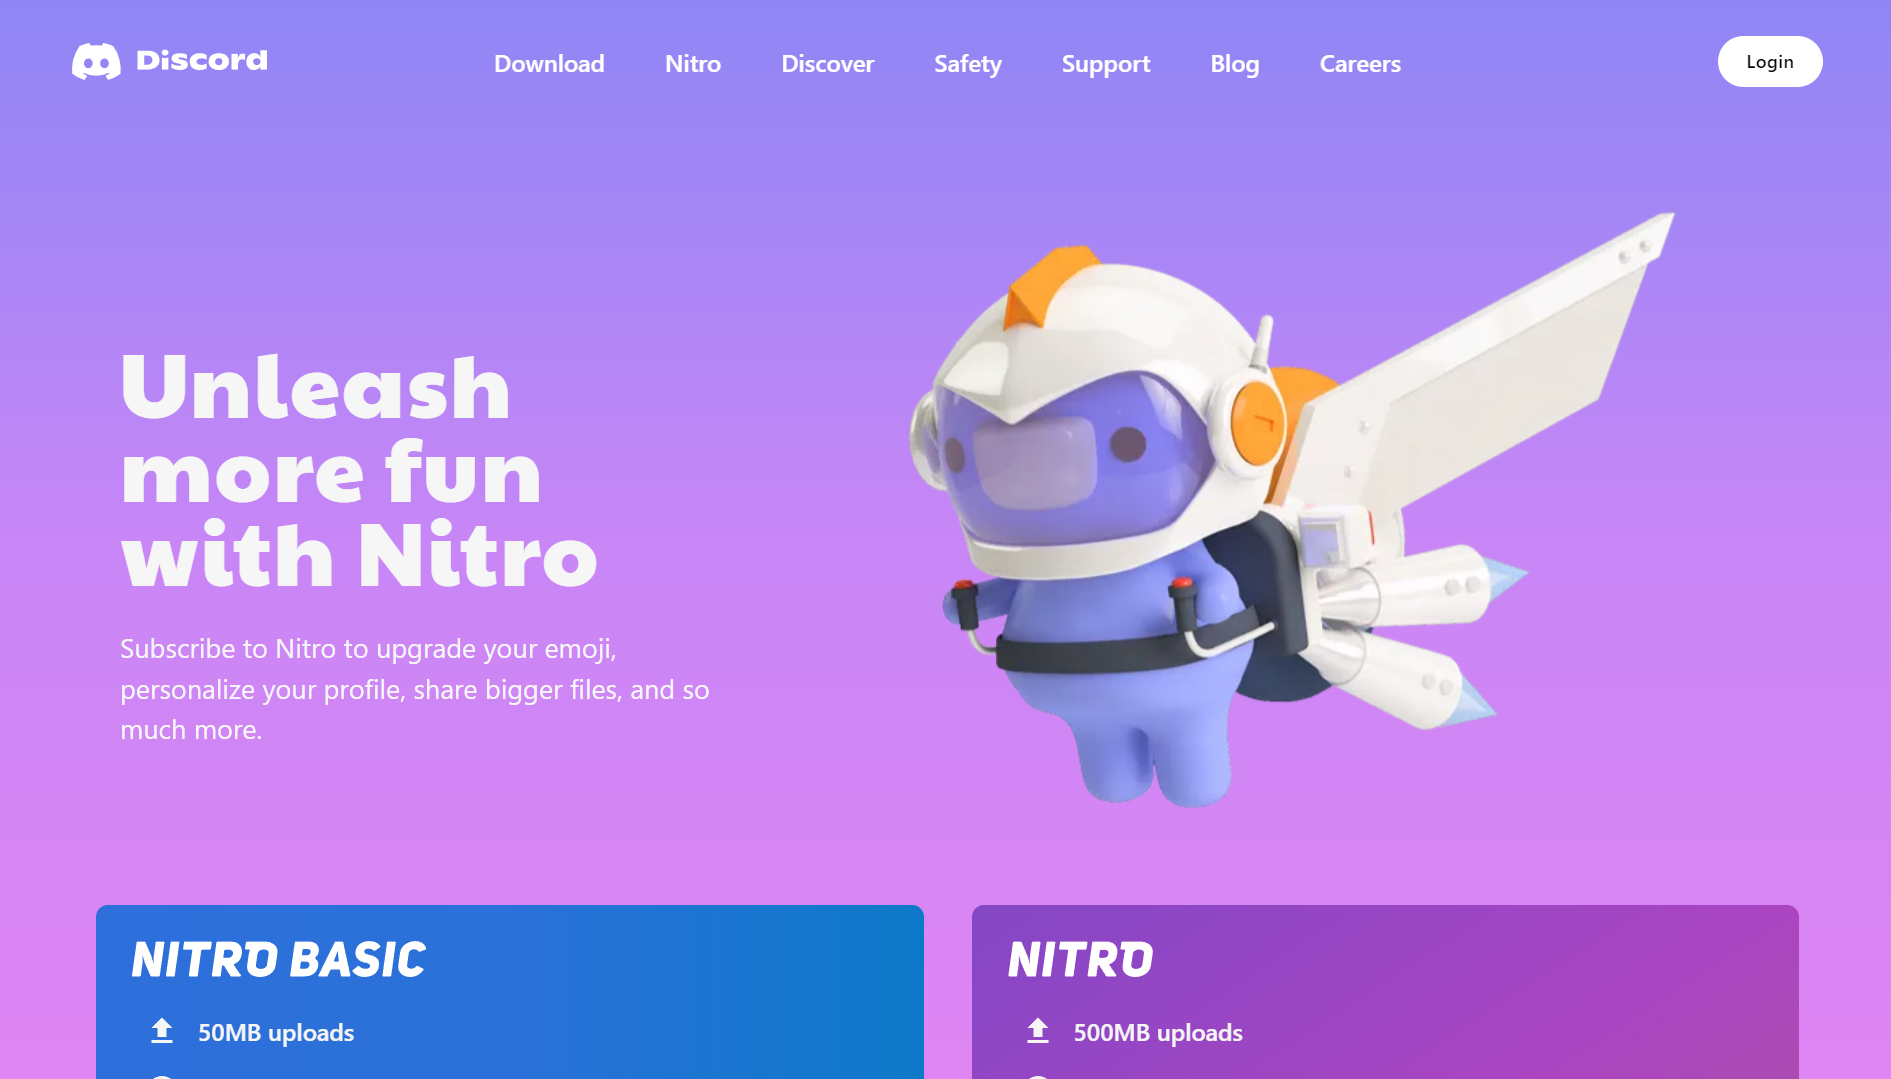 Discord
Download
Nitro
Discover
Safety
Support
Blog
Careers
Login
Unleash
more fun
with Nitro
Subscribe to Nitro to upgrade your emoji,
personalize your profile, share bigger files, and so
much more.
NITRO BASIC
50MB uploads
NITRO
500MB uploads